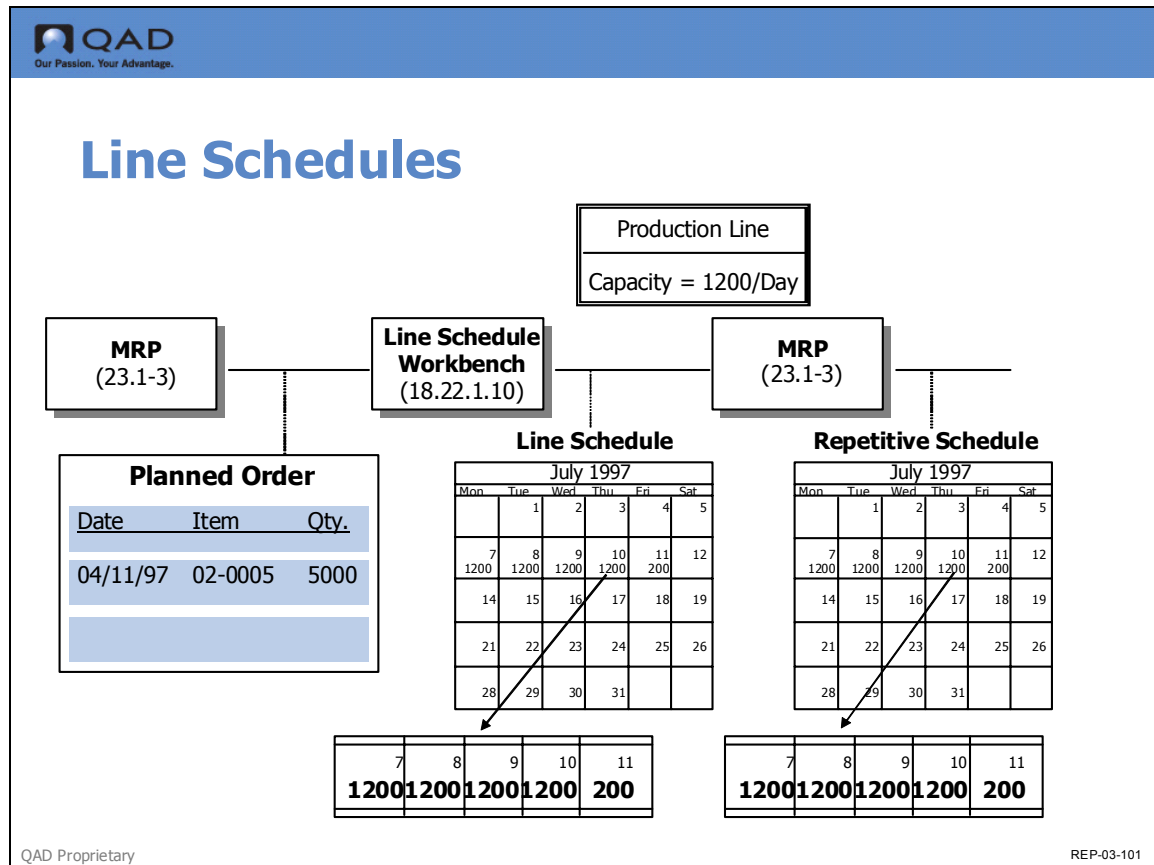 QAD
Our Passion. Your Advantage.
Line Schedules
Production Line
Capacity = 1200/Day
MRP
(23.1-3)
Line Schedule
Workbench
(18.22.1.10)
MRP
(23.1-3)
Planned Order
Date Item Qty.
04/11/97 02-0005 5000
Line Schedule
July 1997
Mon Tue Wed Thu Fri Sat
1 2 3 4 5
7 8 9 10 11 12
1200 1200 1200 1200 200
14 15 16 17 18 19
21 22 23 24 25 26
28 29 30 31
7 8 9 10 11
1200 1200 1200 1200 200
Repetitive Schedule
July 1997
Mon Tue Wed Thu Fri Sat
1 2 3 4 5
7 8 9 10 11 12
1200 1200 1200 1200 200
14 15 16 17 18 19
21 22 23 24 25 26
28 29 30 31
7 8 9 10 11
1200 1200 1200 1200 200
QAD Proprietary
REP-03-101